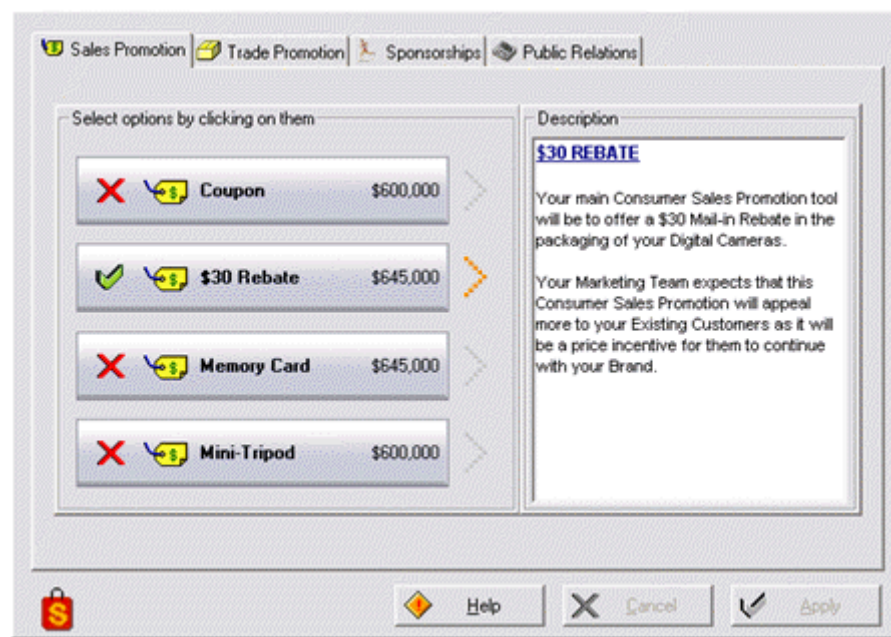 Sales Promotion Trade Promotion Sponsorships Public Relations
Select options by clicking on them
Coupon $600,000
$30 Rebate $645,000
Memory Card $645,000
Mini-Tripod $600,000
Description
$30 REBATE
Your main Consumer Sales Promotion tool
will be to offer a $30 Mail-in Rebate in the
packaging of your Digital Cameras.
Your Marketing Team expects that this
Consumer Sales Promotion will appeal
more to your Existing Customers as it will
be a price incentive for them to continue
with your Brand.
S
Help Cancel Apply